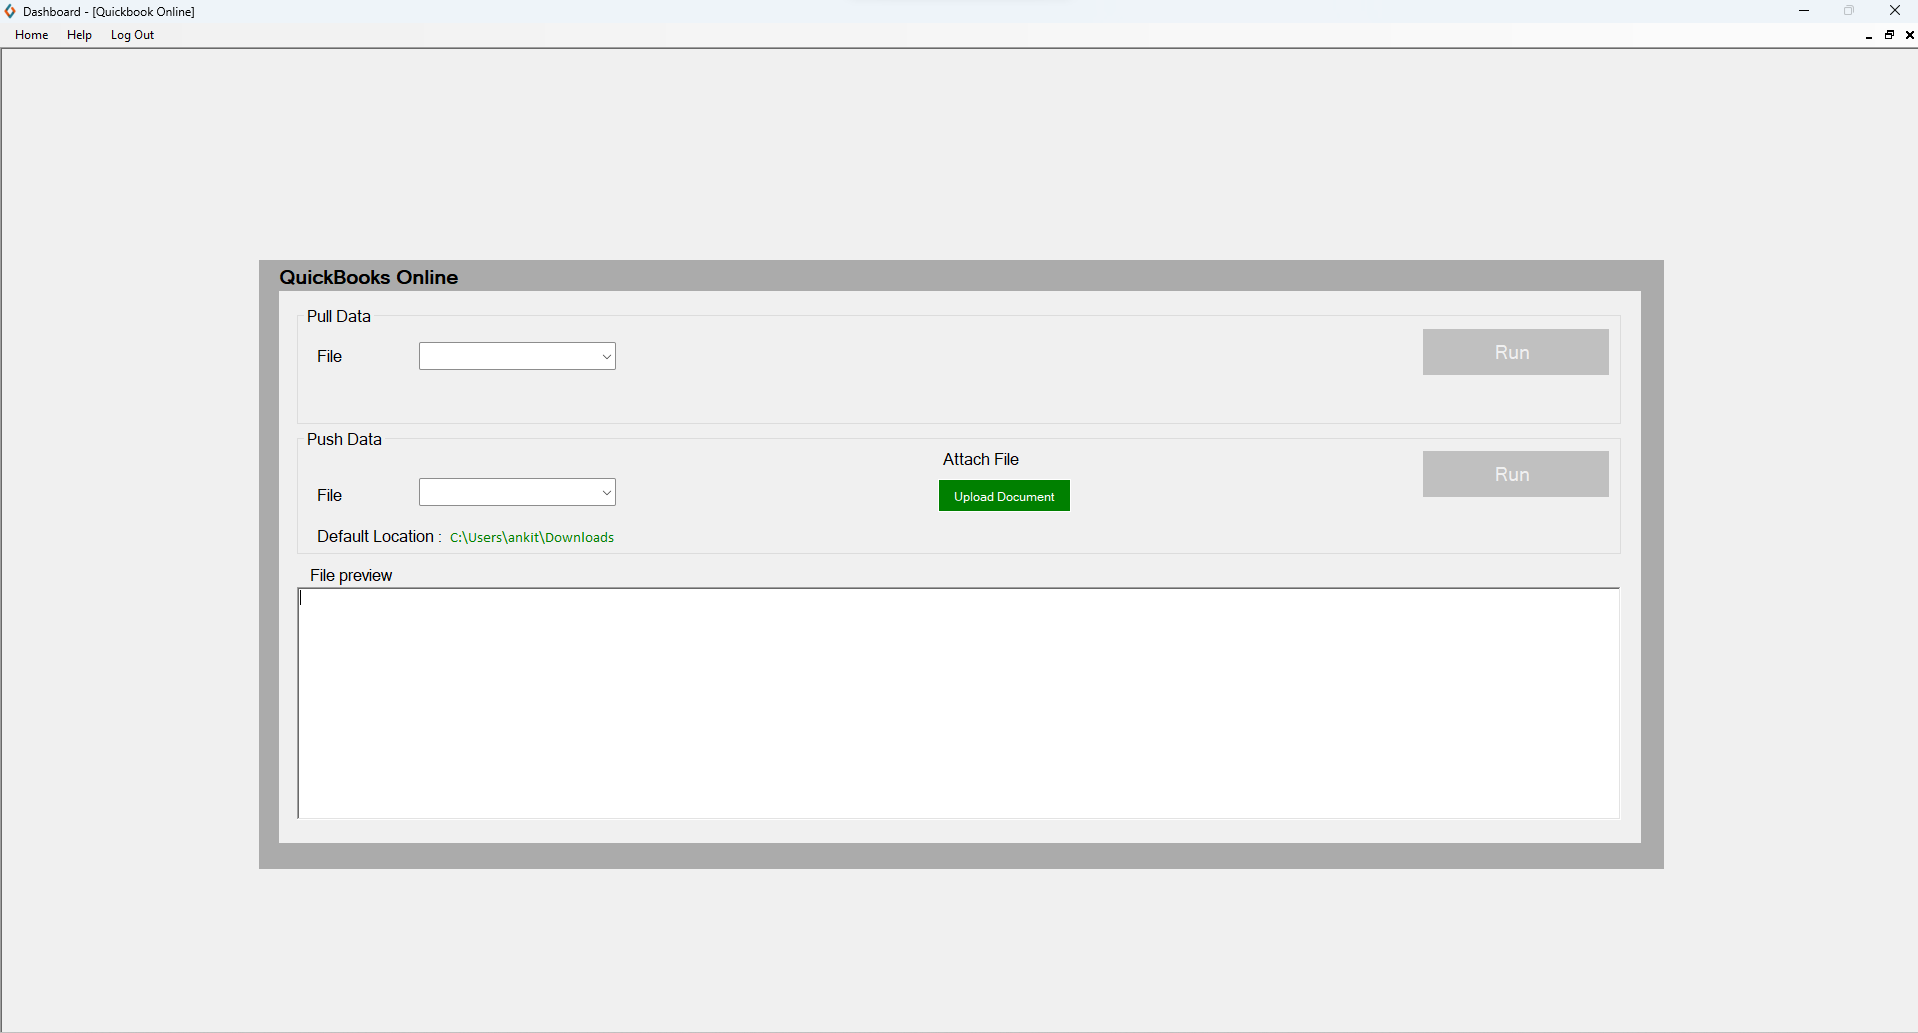 Dashboard - [Quickbook Online]
Home Help Log Out
QuickBooks Online
Pull Data
File
Run
Push Data
Attach File
File
Upload Document
Run
Default Location : C:\Users\ankit\Downloads
File preview